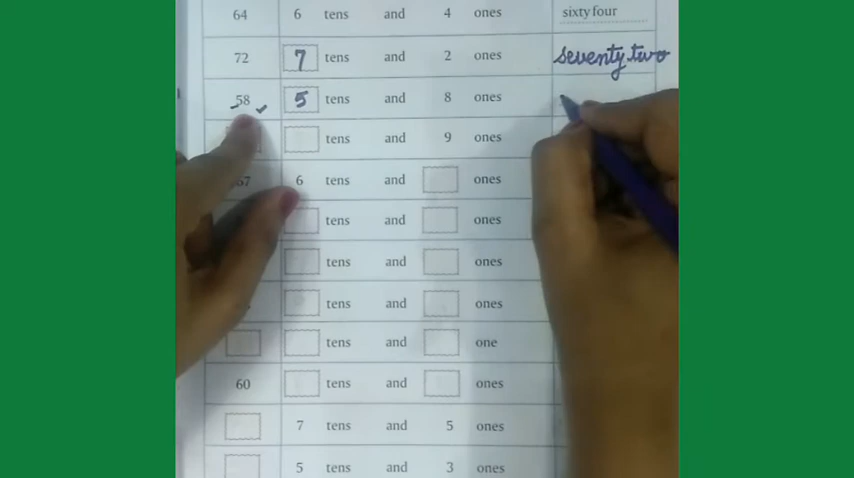 64 6 tens and 4 ones sixty four
72 7 tens and 2 ones seventy two
58 5 tens and 8 ones
tens and 9 ones
67 6 tens and ones
tens and ones
tens and ones
tens and ones
tens and one
60 tens and ones
7 tens and 5 ones
5 tens and 3 ones